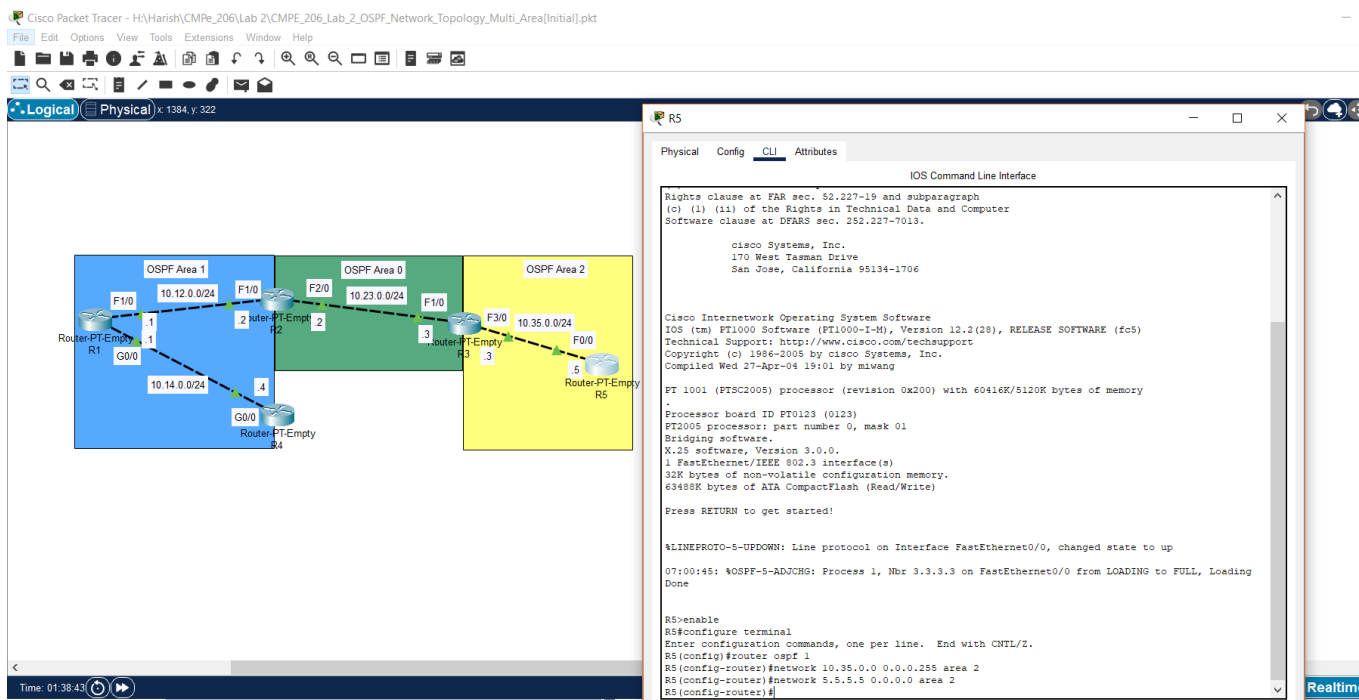 Cisco Packet Tracer - H:\Harish\CMPe_206\Lab 2\CMPE_206_Lab_2_OSPF_Network_Topology_Multi_Area[Initial].pkt
File Edit Options View Tools Extensions Window Help
Logical Physical x: 1384, y: 322
OSPF Area 1
OSPF Area 0
OSPF Area 2
F1/0
10.12.0.0/24
F1/0
F2/0
10.23.0.0/24
F1/0
F3/0
10.35.0.0/24
F0/0
.1
.2
.2
.3
.3
.5
Router-PT-Empty
R1
R2
Router-PT-Empty
R3
Router-PT-Empty
R5
.1
G0/0
10.14.0.0/24
.4
G0/0
Router-PT-Empty
R4
Time: 01:38:43
Realtim
R5
Physical Config CLI Attributes
IOS Command Line Interface
Rights clause at FAR sec. 52.227-19 and subparagraph
(c) (1) (ii) of the Rights in Technical Data and Computer
Software clause at DFARS sec. 252.227-7013.
cisco Systems, Inc.
170 West Tasman Drive
San Jose, California 95134-1706
Cisco Internetwork Operating System Software
IOS (tm) PT1000 Software (PT1000-I-M), Version 12.2(28), RELEASE SOFTWARE (fc5)
Technical Support: http://www.cisco.com/techsupport
Copyright (c) 1986-2005 by cisco Systems, Inc.
Compiled Wed 27-Apr-04 19:01 by miwang
PT 1001 (PTSC2005) processor (revision 0x200) with 60416K/5120K bytes of memory
.
Processor board ID PT0123 (0123)
PT2005 processor: part number 0, mask 01
Bridging software.
X.25 software, Version 3.0.0.
1 FastEthernet/IEEE 802.3 interface(s)
32K bytes of non-volatile configuration memory.
63488K bytes of ATA CompactFlash (Read/Write)
Press RETURN to get started!
%LINEPROTO-5-UPDOWN: Line protocol on Interface FastEthernet0/0, changed state to up
07:00:45: %OSPF-5-ADJCHG: Process 1, Nbr 3.3.3.3 on FastEthernet0/0 from LOADING to FULL, Loading
Done
R5>enable
R5#configure terminal
Enter configuration commands, one per line. End with CNTL/Z.
R5(config)#router ospf 1
R5(config-router)#network 10.35.0.0 0.0.0.255 area 2
R5(config-router)#network 5.5.5.5 0.0.0.0 area 2
R5(config-router)#